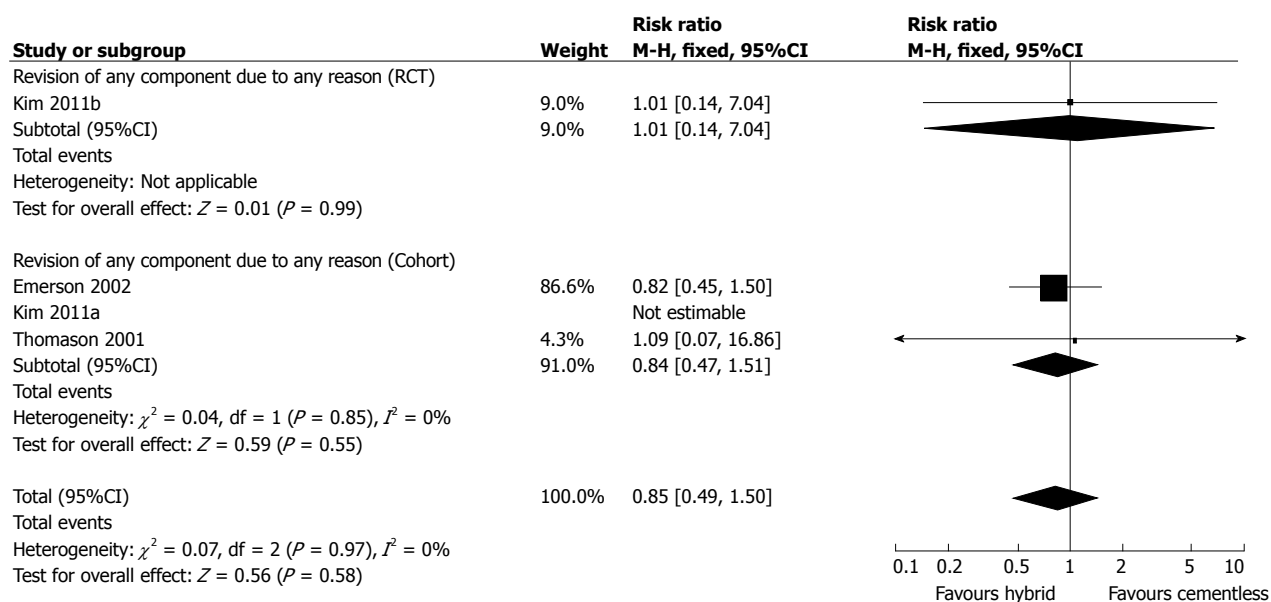 Risk ratio Risk ratio
Study or subgroup Weight M-H, fixed, 95%CI M-H, fixed, 95%CI
Revision of any component due to any reason (RCT)
Kim 2011b 9.0% 1.01 [0.14, 7.04]
Subtotal (95%CI) 9.0% 1.01 [0.14, 7.04]
Total events
Heterogeneity: Not applicable
Test for overall effect: Z = 0.01 (P = 0.99)
Revision of any component due to any reason (Cohort)
Emerson 2002 86.6% 0.82 [0.45, 1.50]
Kim 2011a Not estimable
Thomason 2001 4.3% 1.09 [0.07, 16.86]
Subtotal (95%CI) 91.0% 0.84 [0.47, 1.51]
Total events
Heterogeneity: χ² = 0.04, df = 1 (P = 0.85), I² = 0%
Test for overall effect: Z = 0.59 (P = 0.55)
Total (95%CI) 100.0% 0.85 [0.49, 1.50]
Total events
Heterogeneity: χ² = 0.07, df = 2 (P = 0.97), I² = 0%
Test for overall effect: Z = 0.56 (P = 0.58)
0.1 0.2 0.5 1 2 5 10
Favours hybrid Favours cementless